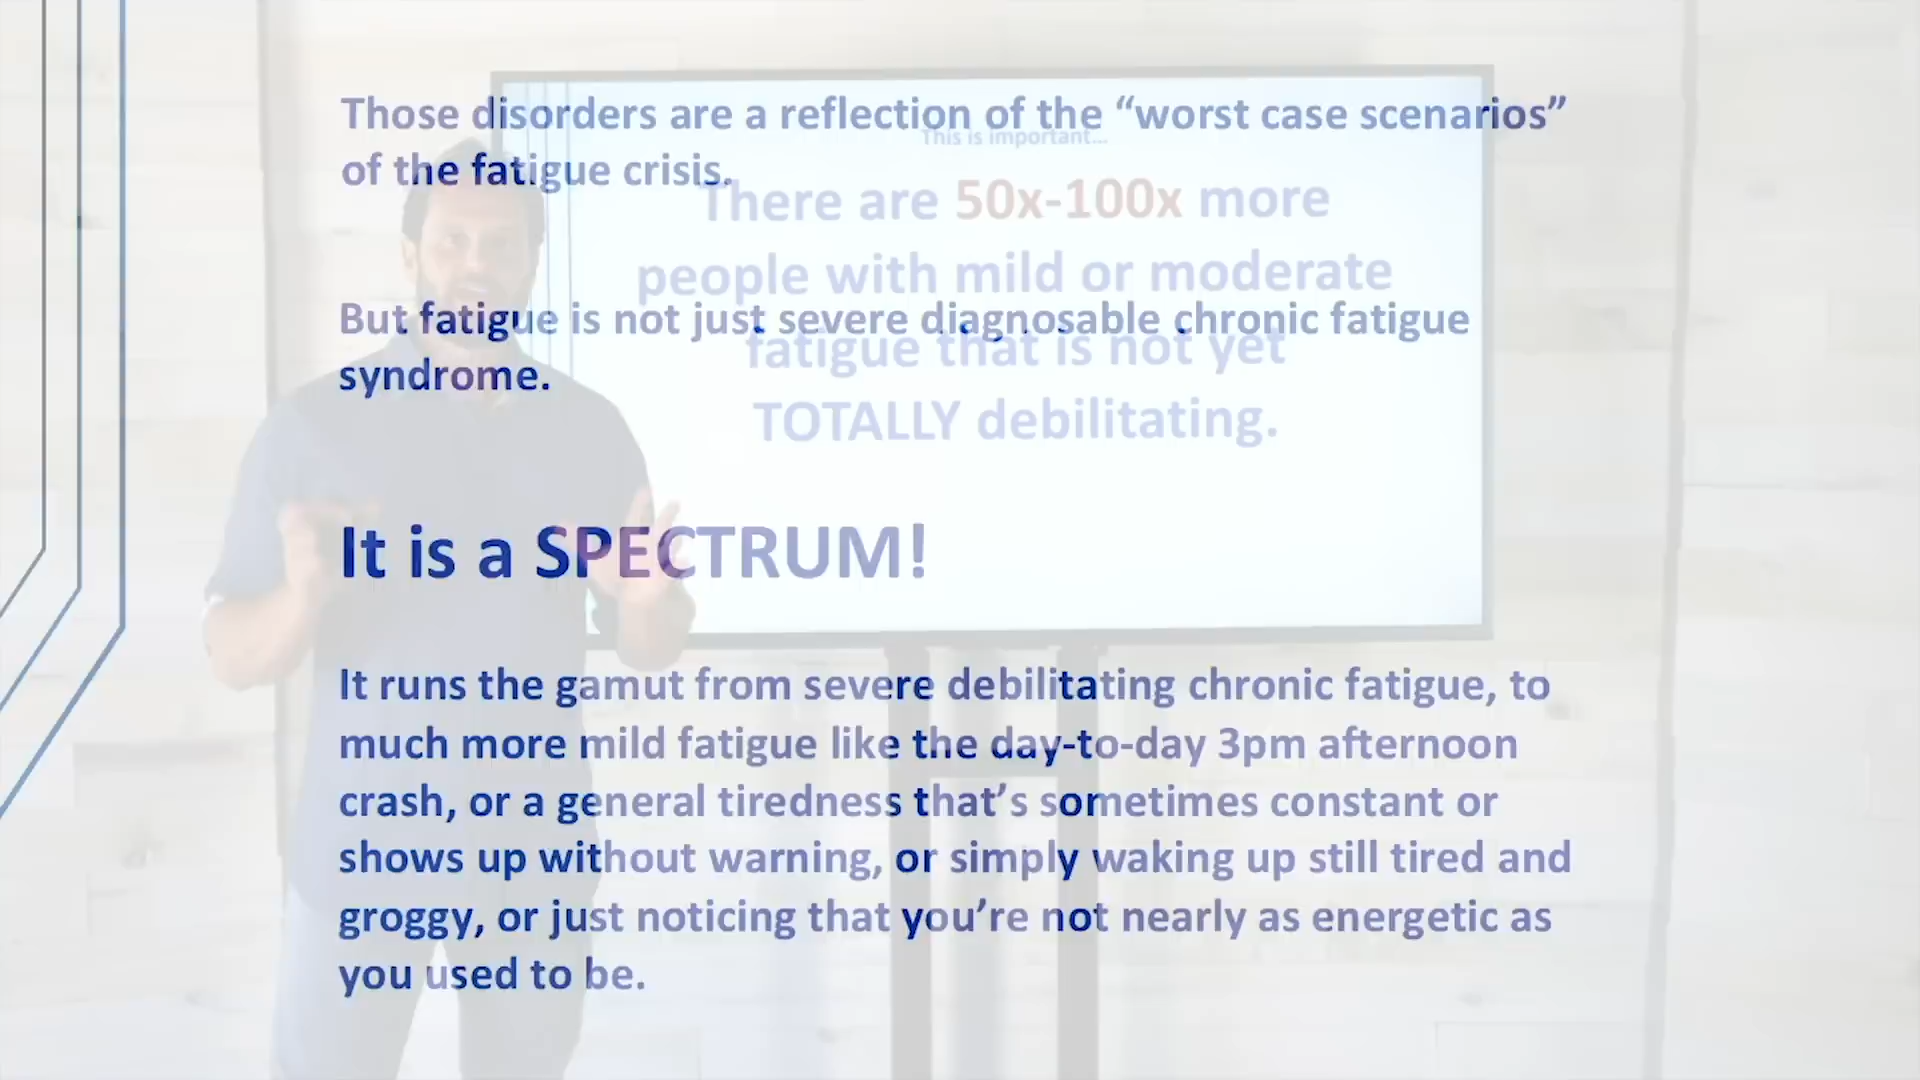 Those disorders are a reflection of the “worst case scenarios”
of the fatigue crisis.
But fatigue is not just severe diagnosable chronic fatigue
syndrome.
It is a SPECTRUM!
It runs the gamut from severe debilitating chronic fatigue, to
much more mild fatigue like the day-to-day 3pm afternoon
crash, or a general tiredness that’s sometimes constant or
shows up without warning, or simply waking up still tired and
groggy, or just noticing that you’re not nearly as energetic as
you used to be.
This is important...
There are 50x-100x more
people with mild or moderate
fatigue that is not yet
TOTALLY debilitating.